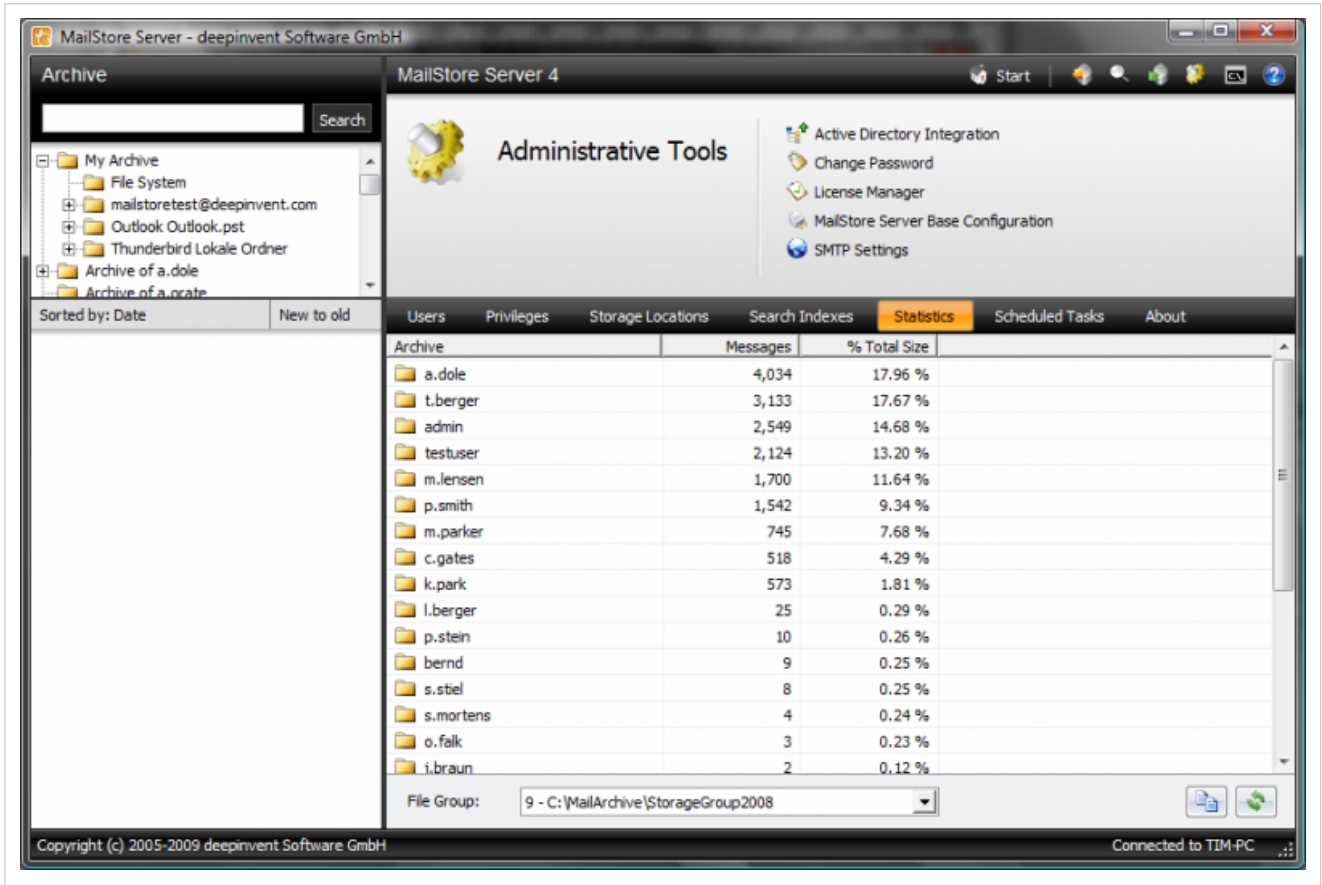 MailStore Server - deepinvent Software GmbH
Archive
Search
My Archive
File System
mailstoretest@deepinvent.com
Outlook Outlook.pst
Thunderbird Lokale Ordner
Archive of a.dole
Archive of a.grate
Sorted by: Date New to old
MailStore Server 4 Start
Administrative Tools
Active Directory Integration
Change Password
License Manager
MailStore Server Base Configuration
SMTP Settings
Users Privileges Storage Locations Search Indexes Statistics Scheduled Tasks About
Archive Messages % Total Size
a.dole 4,034 17.96 %
t.berger 3,133 17.67 %
admin 2,549 14.68 %
testuser 2,124 13.20 %
m.lensen 1,700 11.64 %
p.smith 1,542 9.34 %
m.parker 745 7.68 %
c.gates 518 4.29 %
k.park 573 1.81 %
l.berger 25 0.29 %
p.stein 10 0.26 %
bernd 9 0.25 %
s.stiel 8 0.25 %
s.mortens 4 0.24 %
o.falk 3 0.23 %
j.braun 2 0.12 %
File Group: 9 - C:\MailArchive\StorageGroup2008
Copyright (c) 2005-2009 deepinvent Software GmbH Connected to TIM-PC